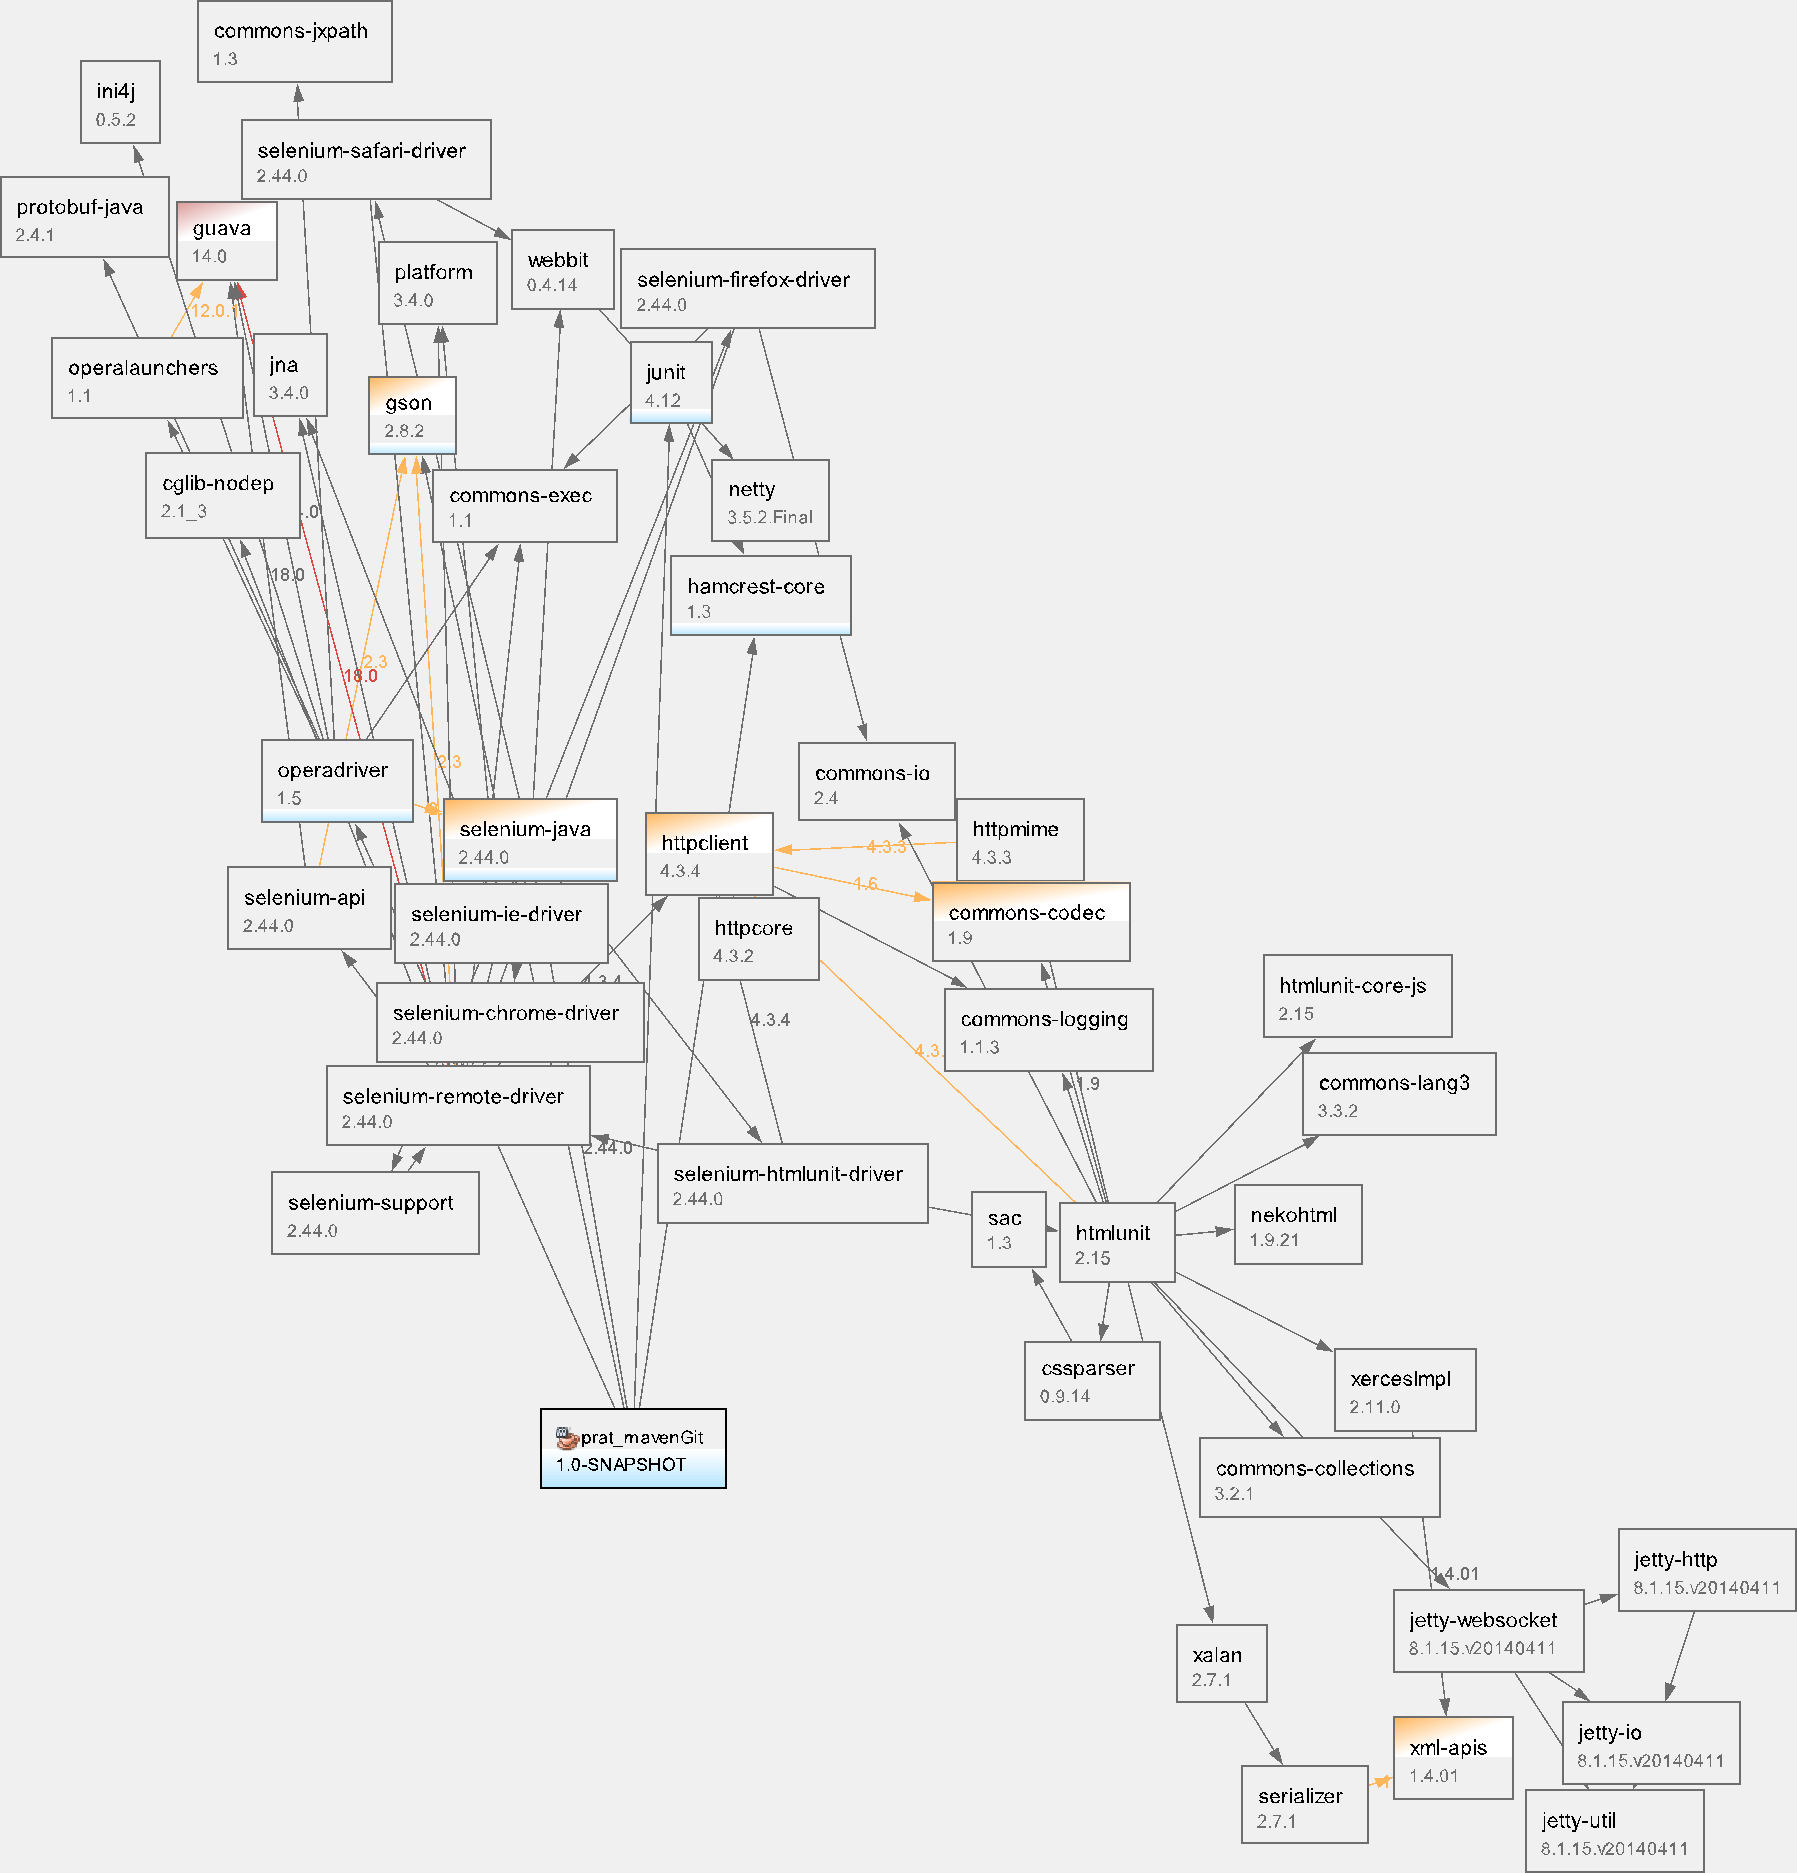 commons-jxpath
1.3
ini4j
0.5.2
selenium-safari-driver
2.44.0
protobuf-java
2.4.1
guava
14.0
platform
3.4.0
webbit
0.4.14
selenium-firefox-driver
2.44.0
operalaunchers
1.1
jna
3.4.0
gson
2.8.2
junit
4.12
cglib-nodep
2.1_3
commons-exec
1.1
netty
3.5.2.Final
18.0
hamcrest-core
1.3
2.3
18.0
operadriver
1.5
2.3
selenium-java
2.44.0
httpclient
4.3.4
commons-io
2.4
httpmime
4.3.3
4.3.3
1.6
selenium-api
2.44.0
selenium-ie-driver
2.44.0
httpcore
4.3.2
commons-codec
1.9
4.3.4
selenium-chrome-driver
2.44.0
4.3.4
commons-logging
1.1.3
htmlunit-core-js
2.15
1.9
commons-lang3
3.3.2
selenium-remote-driver
2.44.0
2.44.0
selenium-support
2.44.0
selenium-htmlunit-driver
2.44.0
sac
1.3
htmlunit
2.15
nekohtml
1.9.21
cssparser
0.9.14
xercesImpl
2.11.0
prat_mavenGit
1.0-SNAPSHOT
commons-collections
3.2.1
1.4.01
jetty-http
8.1.15.v20140411
jetty-websocket
8.1.15.v20140411
xalan
2.7.1
jetty-io
8.1.15.v20140411
xml-apis
1.4.01
serializer
2.7.1
jetty-util
8.1.15.v20140411